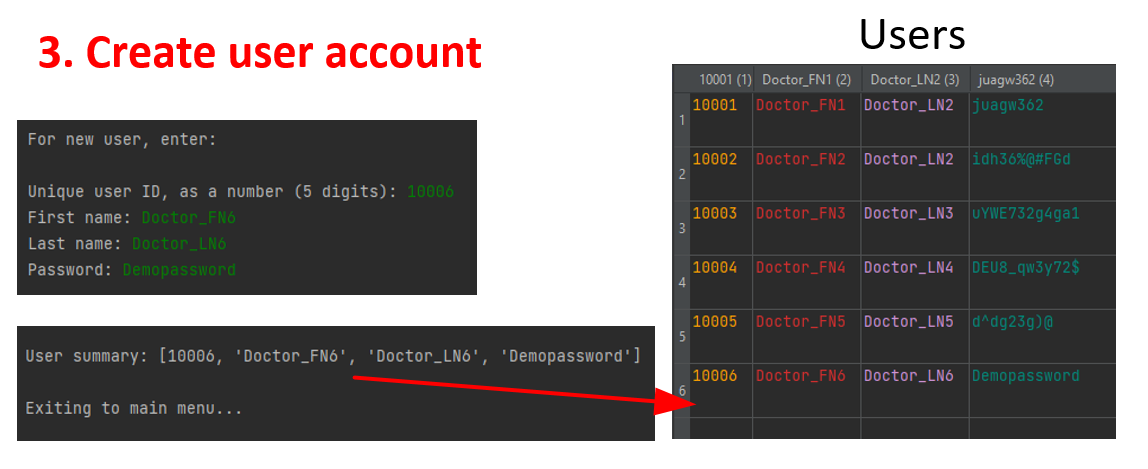 3. Create user account
For new user, enter:
Unique user ID, as a number (5 digits): 10006
First name: Doctor_FN6
Last name: Doctor_LN6
Password: Demopassword
User summary: [10006, 'Doctor_FN6', 'Doctor_LN6', 'Demopassword']
Exiting to main menu...
Users
10001 (1) Doctor_FN1 (2) Doctor_LN2 (3) juagw362 (4)
1 10001 Doctor_FN1 Doctor_LN2 juagw362
2 10002 Doctor_FN2 Doctor_LN2 idh36%@#FGd
3 10003 Doctor_FN3 Doctor_LN3 uYWE732g4ga1
4 10004 Doctor_FN4 Doctor_LN4 DEU8_qw3y72$
5 10005 Doctor_FN5 Doctor_LN5 d^dg23g)@
6 10006 Doctor_FN6 Doctor_LN6 Demopassword